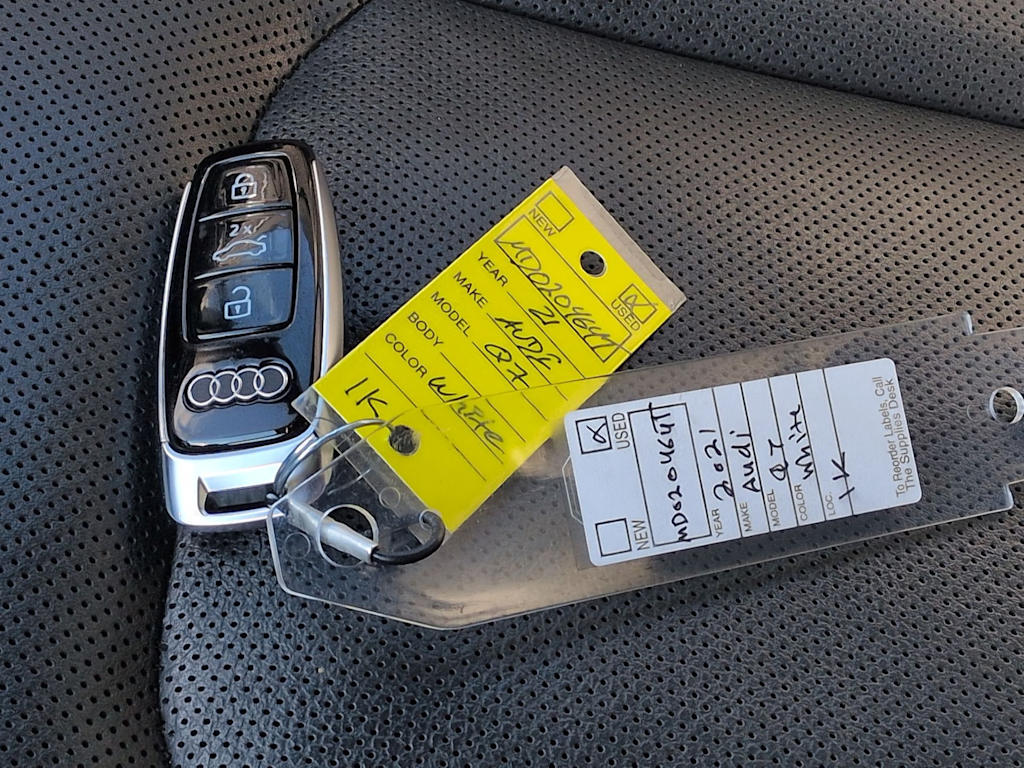 2x
NEW
USED
MD020464T
YEAR 21
MAKE AUDI
MODEL Q7
BODY
COLOR White
1K
USED
NEW
MD020464T
YEAR 2021
MAKE Audi
MODEL Q7
COLOR White
LOC. 1K
To Reorder Labels, Call
The Supplies Desk